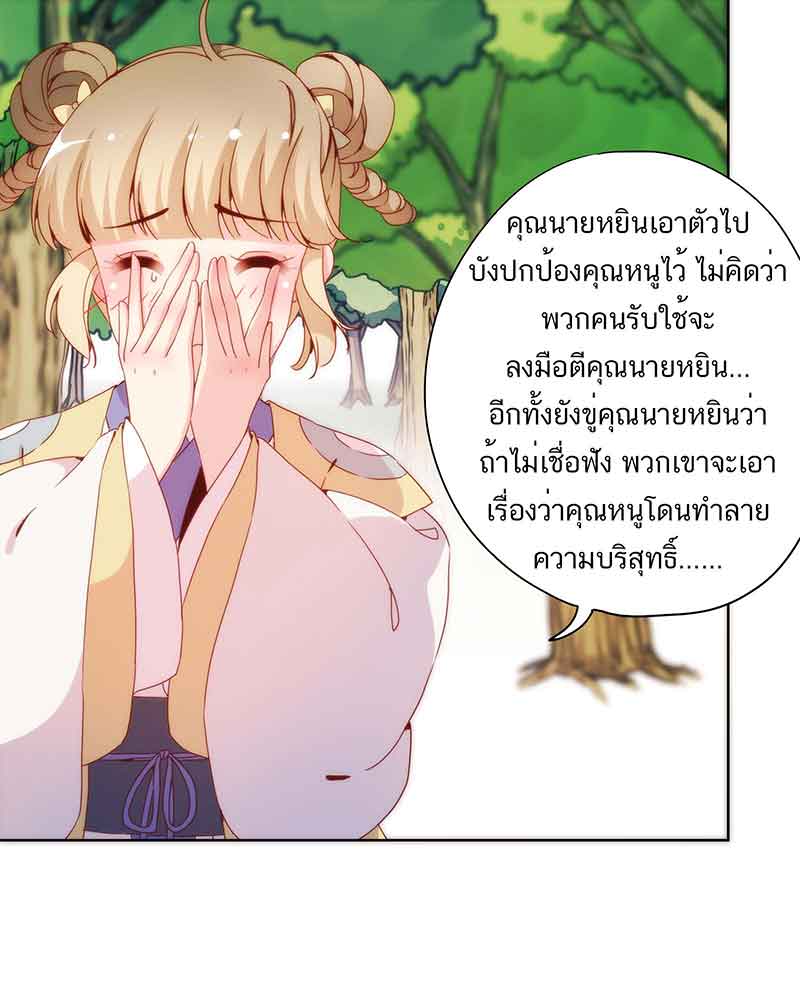 คุณนายหยินเอาตัวไป
บังปกป้องคุณหนูไว้ ไม่คิดว่า
พวกคนรับใช้จะ
ลงมือตีคุณนายหยิน...
อีกทั้งยังขู่คุณนายหยินว่า
ถ้าไม่เชื่อฟัง พวกเขาจะเอา
เรื่องว่าคุณหนูโดนทำลาย
ความบริสุทธิ์......